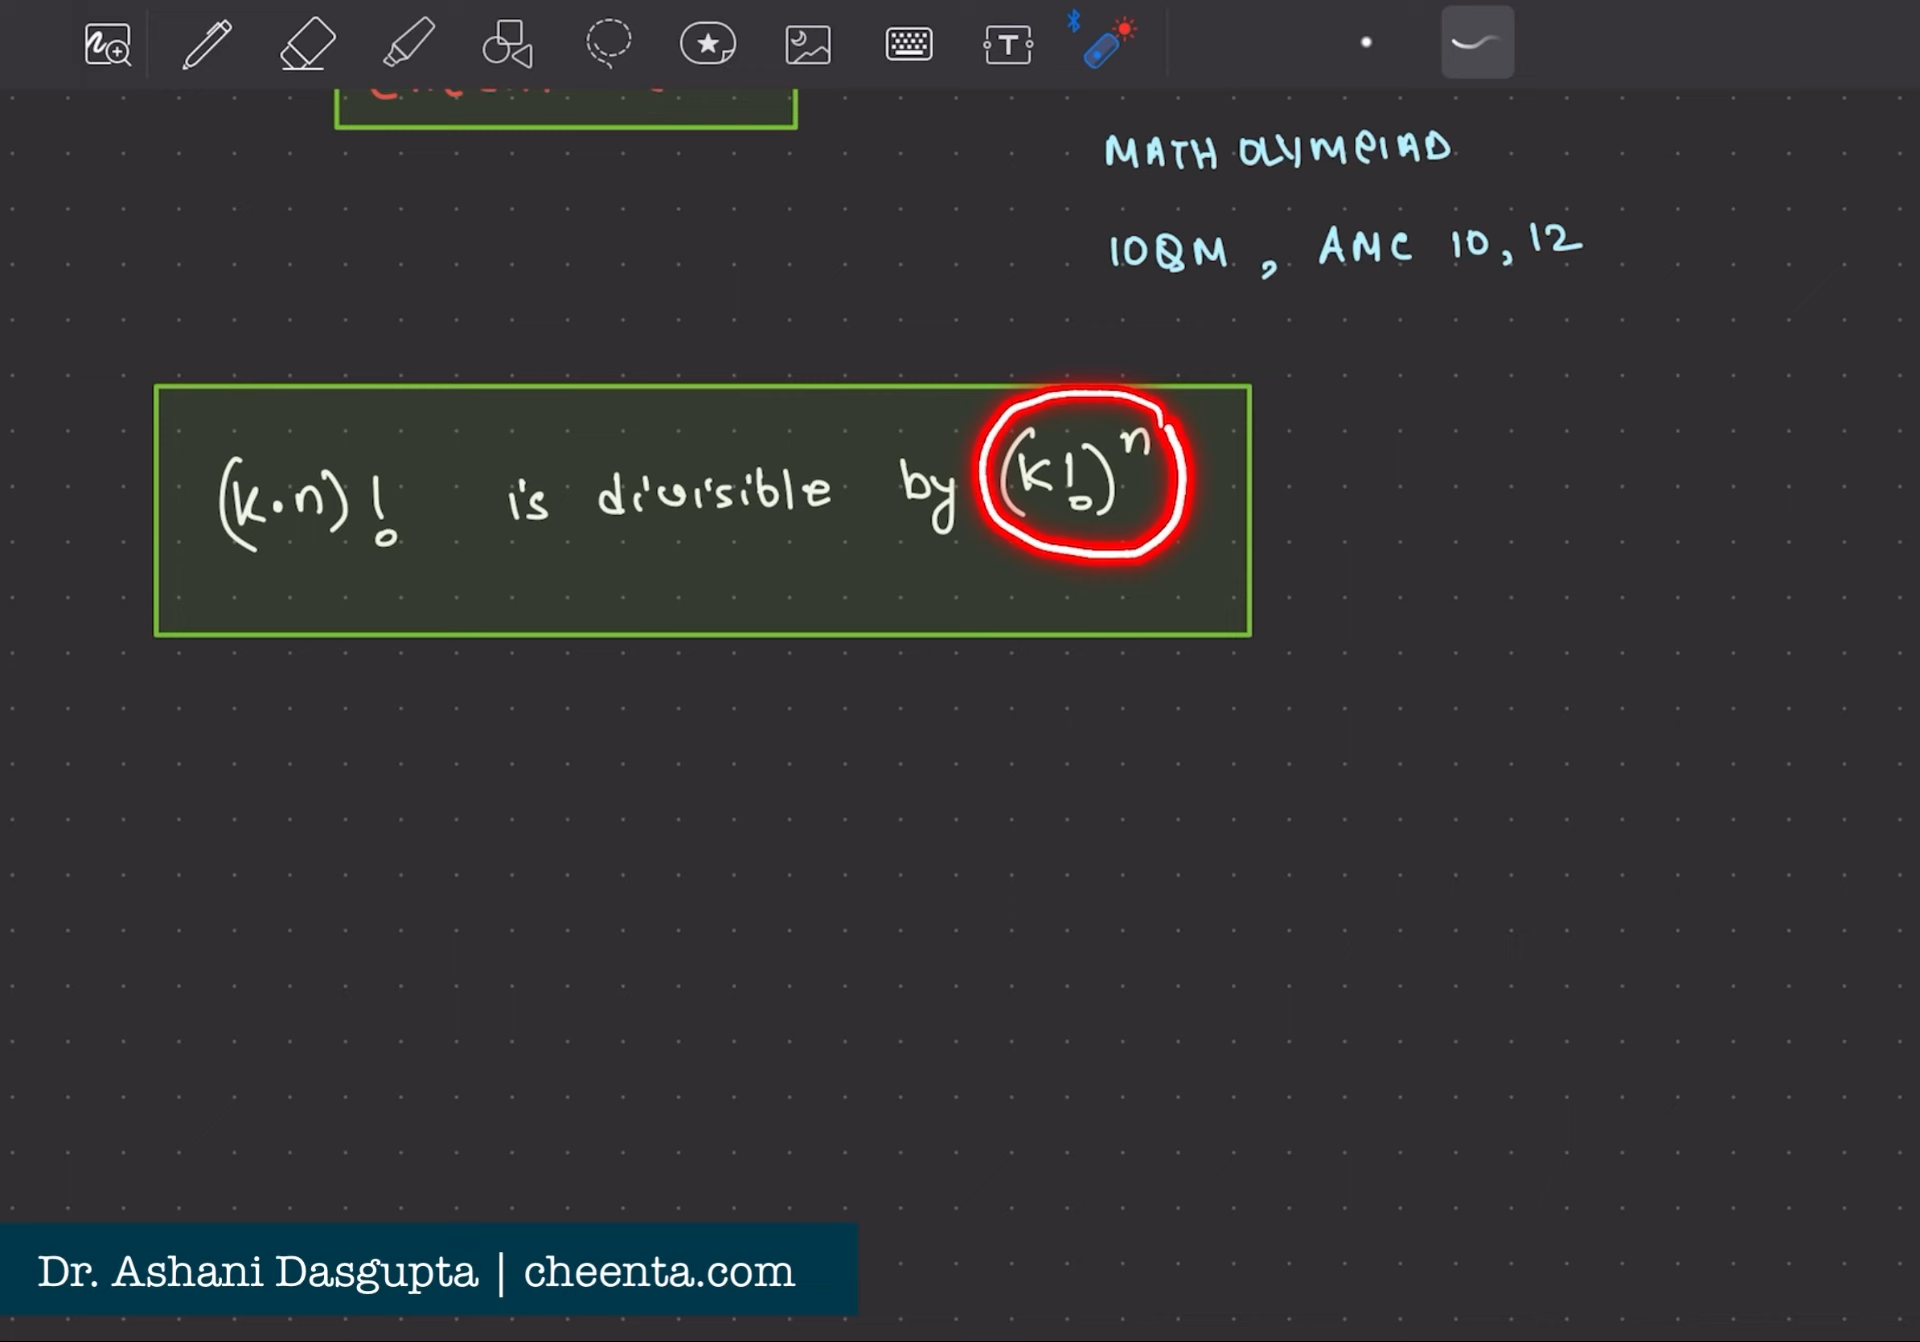 MATH OLYMPIAD
IOQM, AMC 10, 12
(k.n)! is divisible by (k!)^n
Dr. Ashani Dasgupta | cheenta.com